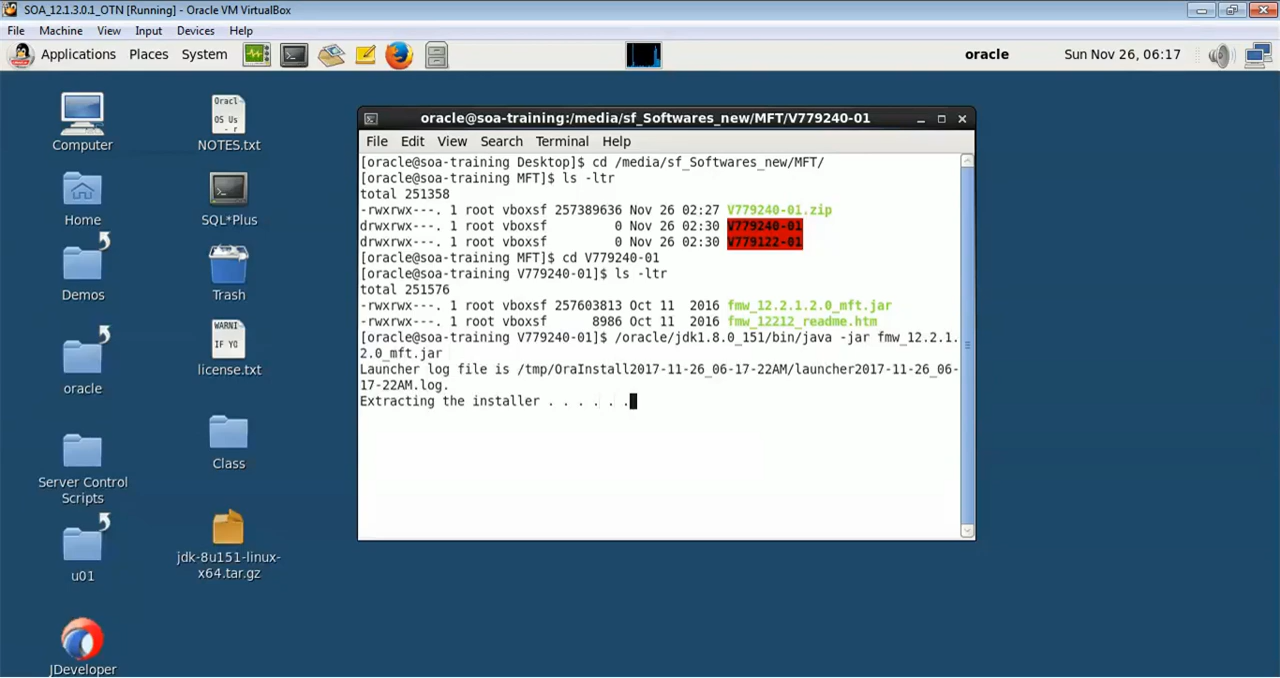 SOA_12.1.3.0.1_OTN [Running] - Oracle VM VirtualBox
File Machine View Input Devices Help
Applications Places System oracle Sun Nov 26, 06:17
oracle@soa-training:/media/sf_Softwares_new/MFT/V779240-01
File Edit View Search Terminal Help
[oracle@soa-training Desktop]$ cd /media/sf_Softwares_new/MFT/
[oracle@soa-training MFT]$ ls -ltr
total 251358
-rwxrwx---. 1 root vboxsf 257389636 Nov 26 02:27 V779240-01.zip
drwxrwx---. 1 root vboxsf 0 Nov 26 02:30 V779240-01
drwxrwx---. 1 root vboxsf 0 Nov 26 02:30 V779122-01
[oracle@soa-training MFT]$ cd V779240-01
[oracle@soa-training V779240-01]$ ls -ltr
total 251576
-rwxrwx---. 1 root vboxsf 257603813 Oct 11 2016 fmw_12.2.1.2.0_mft.jar
-rwxrwx---. 1 root vboxsf 8986 Oct 11 2016 fmw_12212_readme.htm
[oracle@soa-training V779240-01]$ /oracle/jdk1.8.0_151/bin/java -jar fmw_12.2.1.
2.0_mft.jar
Launcher log file is /tmp/OraInstall2017-11-26_06-17-22AM/launcher2017-11-26_06-
17-22AM.log.
Extracting the installer . . . . . .
Computer
Oracl
OS Us
- r
NOTES.txt
Home
SQL*Plus
Demos
Trash
oracle
WARNI
IF YO
license.txt
Server Control
Scripts
Class
u01
jdk-8u151-linux-
x64.tar.gz
JDeveloper